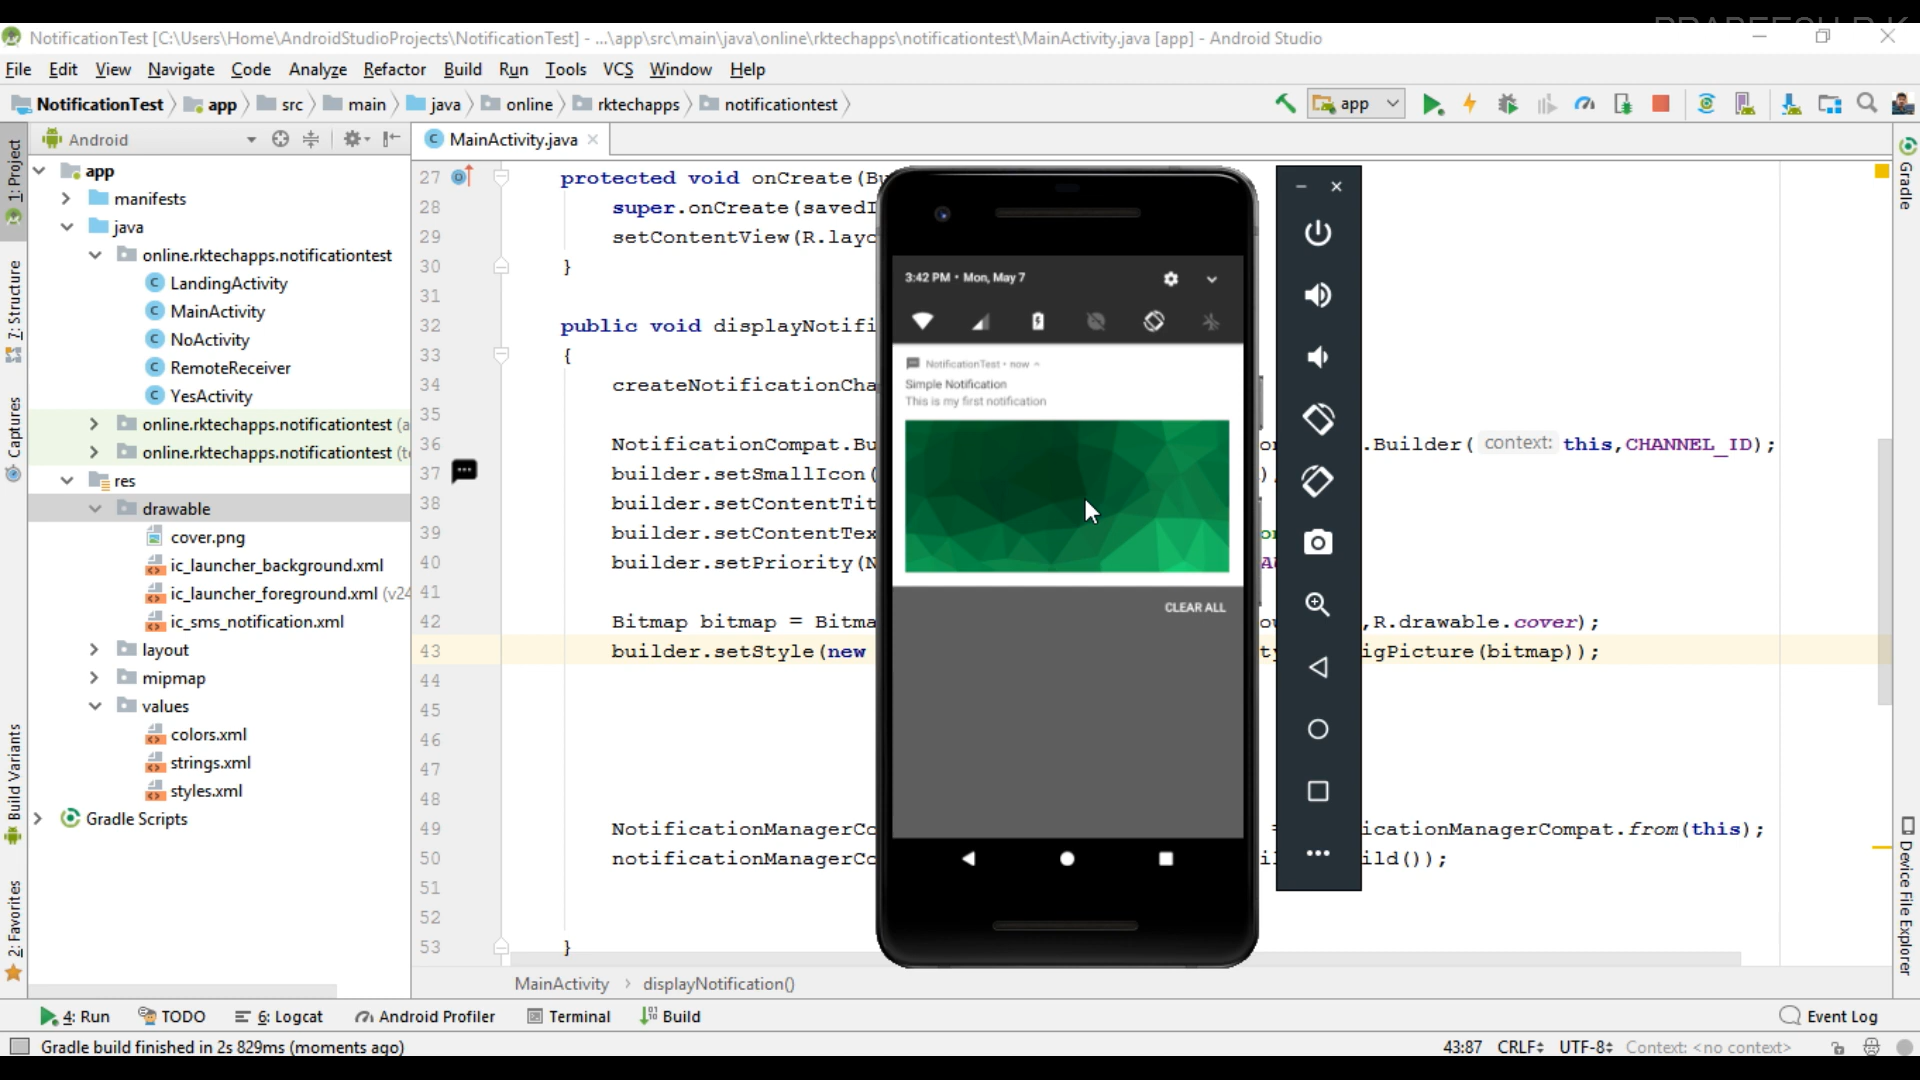 NotificationTest [C:\Users\Home\AndroidStudioProjects\NotificationTest] - ...\app\src\main\java\online\rktechapps\notificationtest\MainActivity.java [app] - Android Studio
File Edit View Navigate Code Analyze Refactor Build Run Tools VCS Window Help
NotificationTest app src main java online rktechapps notificationtest app
Android
MainActivity.java
1: Project
7: Structure
Captures
Build Variants
2: Favorites
app
manifests
java
online.rktechapps.notificationtest
LandingActivity
MainActivity
NoActivity
RemoteReceiver
YesActivity
online.rktechapps.notificationtest (a
online.rktechapps.notificationtest (t
res
drawable
cover.png
ic_launcher_background.xml
ic_launcher_foreground.xml (v24
ic_sms_notification.xml
layout
mipmap
values
colors.xml
strings.xml
styles.xml
Gradle Scripts
27 protected void onCreate(Bu
28 super.onCreate(savedI
29 setContentView(R.layo
30 }
31
32 public void displayNotifi
33 {
34 createNotificationCha
35
36 NotificationCompat.Bu .Builder( context: this,CHANNEL_ID);
37 builder.setSmallIcon( )
38 builder.setContentTit
39 builder.setContentTex
40 builder.setPriority(N
41
42 Bitmap bitmap = Bitma ,R.drawable.cover);
43 builder.setStyle(new igPicture(bitmap));
44
45
46
47
48
49 NotificationManagerCo = icationManagerCompat.from(this);
50 notificationManagerCo ild());
51
52
53 }
3:42 PM • Mon, May 7
NotificationTest • now
Simple Notification
This is my first notification
CLEAR ALL
Gradle
Device File Explorer
MainActivity displayNotification()
4: Run TODO 6: Logcat Android Profiler Terminal Build Event Log
Gradle build finished in 2s 829ms (moments ago) 43:87 CRLF UTF-8 Context: <no context>